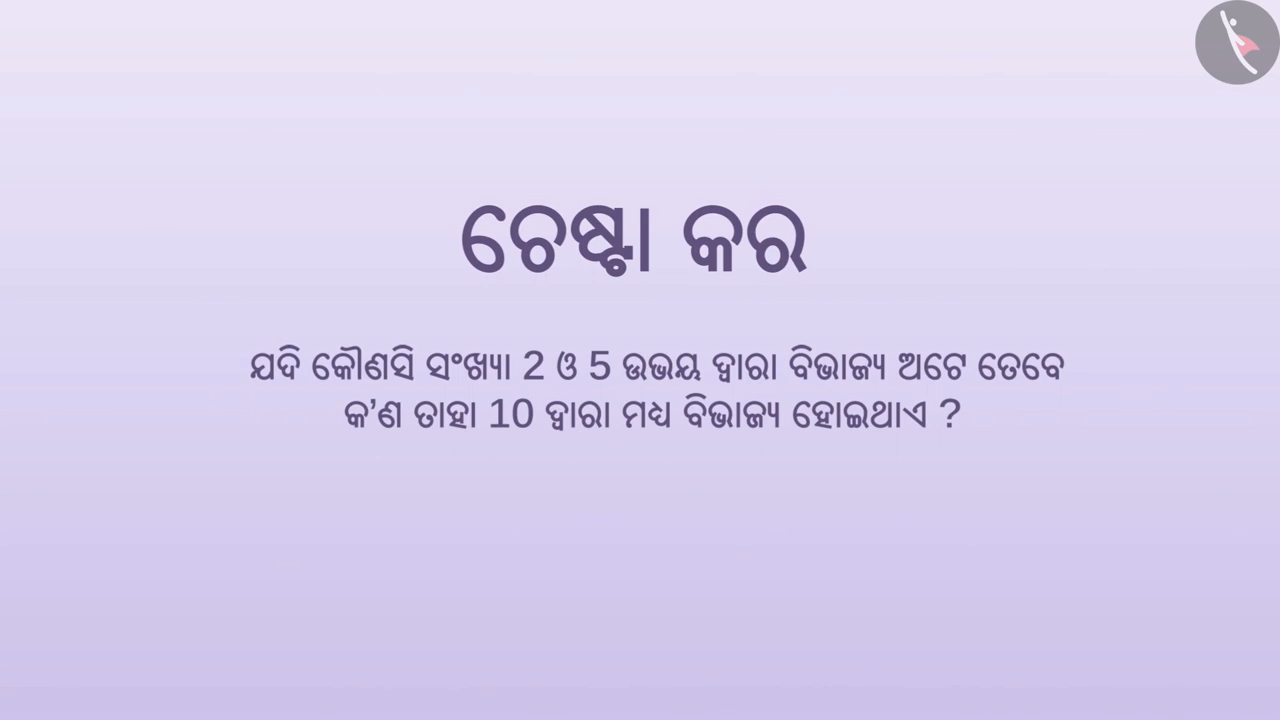 ଚେଷ୍ଟା କର
ଯଦି କୌଣସି ସଂଖ୍ୟା 2 ଓ 5 ଉଭୟ ଦ୍ୱାରା ବିଭାଜ୍ୟ ଅଟେ ତେବେ
କ’ଣ ତାହା 10 ଦ୍ୱାରା ମଧ୍ୟ ବିଭାଜ୍ୟ ହୋଇଥାଏ ?